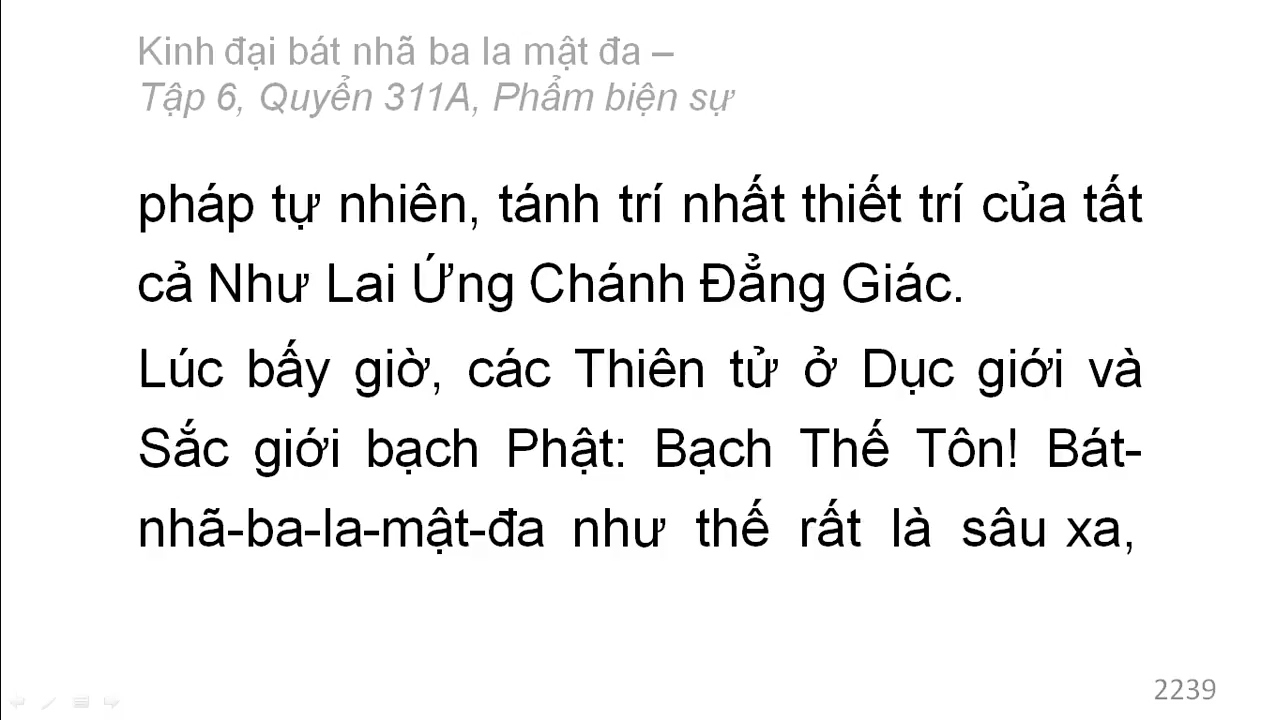 Kinh đại bát nhã ba la mật đa –
Tập 6, Quyển 311A, Phẩm biện sự
pháp tự nhiên, tánh trí nhất thiết trí của tất
cả Như Lai Ứng Chánh Đẳng Giác.
Lúc bấy giờ, các Thiên tử ở Dục giới và
Sắc giới bạch Phật: Bạch Thế Tôn! Bát-
nhã-ba-la-mật-đa như thế rất là sâu xa,
2239